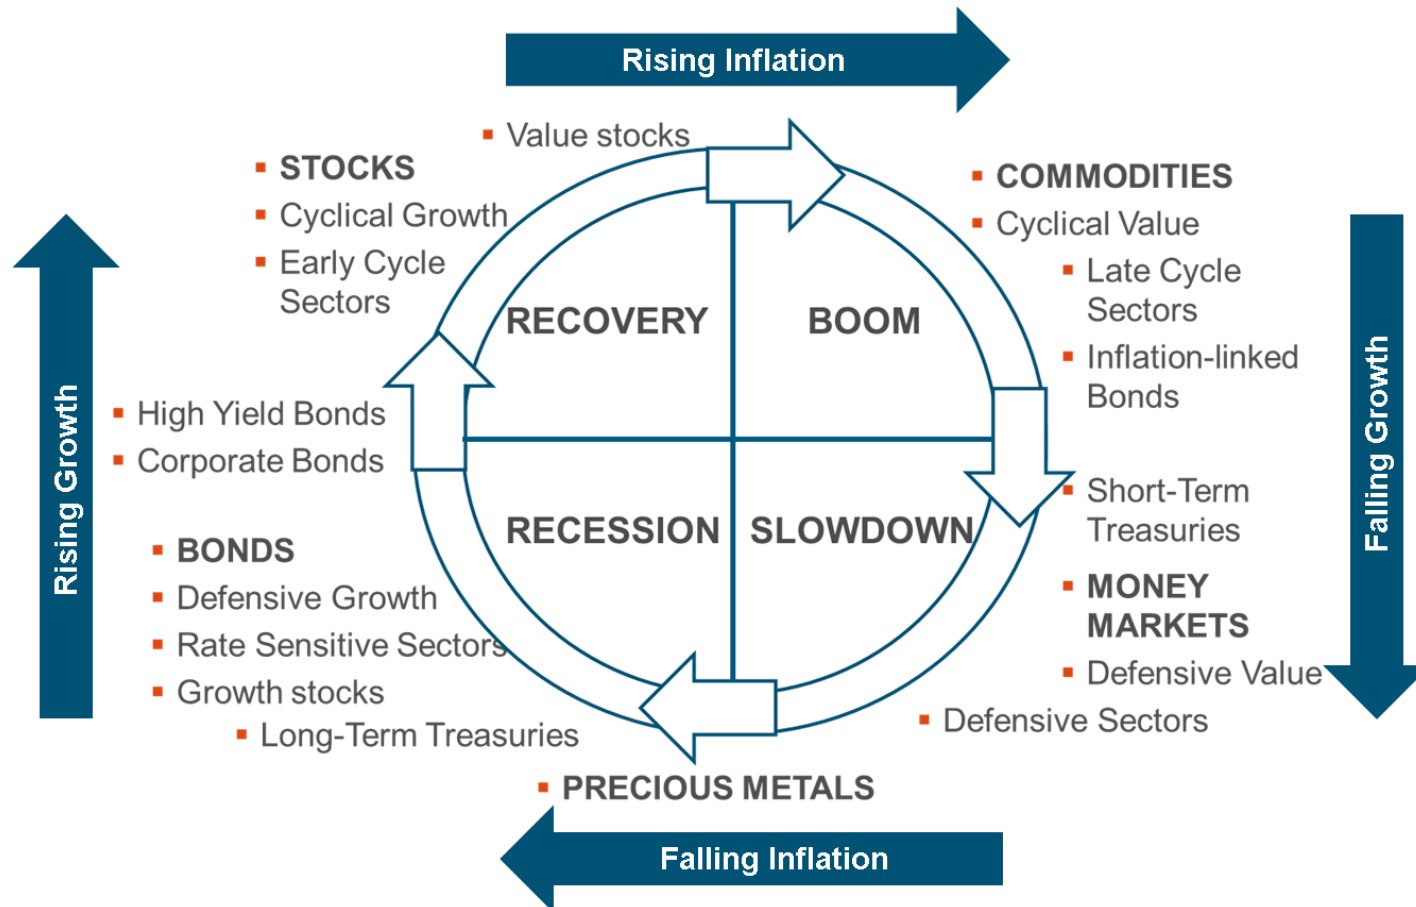 Rising Inflation
Value stocks
STOCKS
Cyclical Growth
Early Cycle
Sectors
COMMODITIES
Cyclical Value
Late Cycle
Sectors
Inflation-linked
Bonds
RECOVERY
BOOM
Rising Growth
High Yield Bonds
Corporate Bonds
Falling Growth
RECESSION
SLOWDOWN
Short-Term
Treasuries
BONDS
Defensive Growth
Rate Sensitive Sectors
Growth stocks
Long-Term Treasuries
MONEY
MARKETS
Defensive Value
Defensive Sectors
PRECIOUS METALS
Falling Inflation